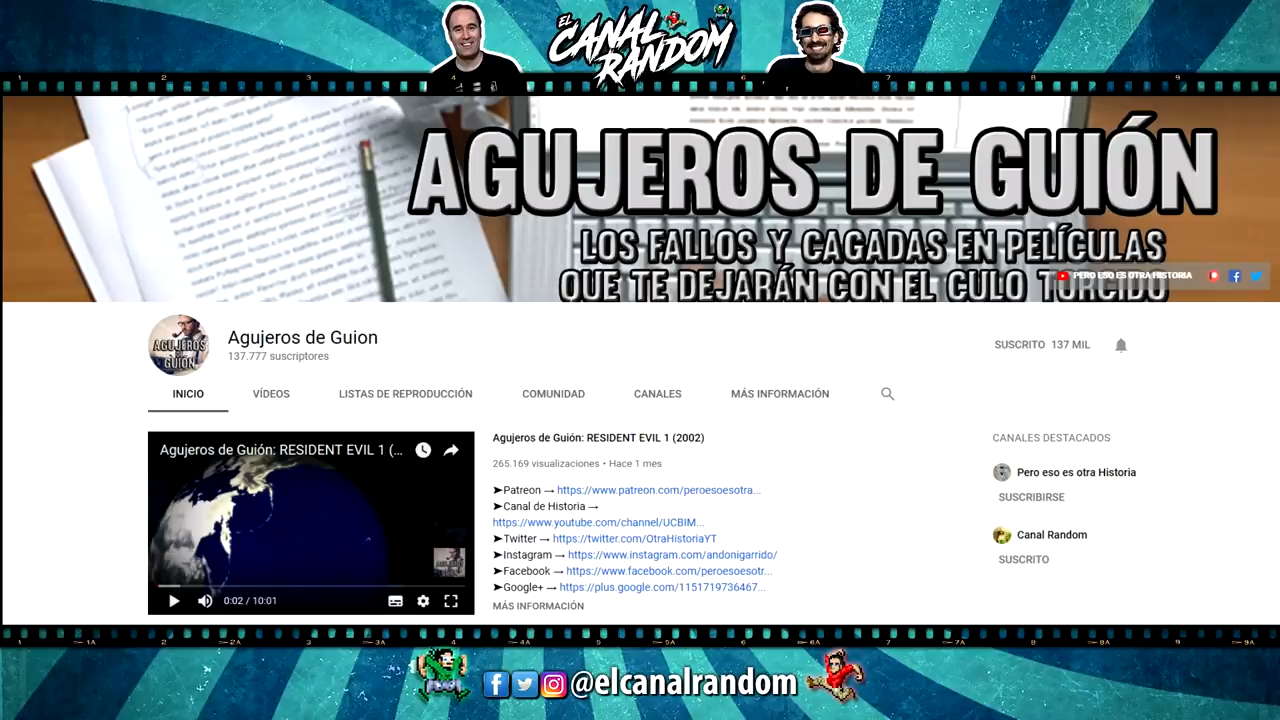 EL CANAL RANDOM
AGUJEROS DE GUIÓN
LOS FALLOS Y CAGADAS EN PELÍCULAS
QUE TE DEJARÁN CON EL CULO TORCIDO
PERO ESO ES OTRA HISTORIA
AGUJEROS DE GUIÓN
Agujeros de Guion
137.777 suscriptores
SUSCRITO 137 MIL
INICIO VÍDEOS LISTAS DE REPRODUCCIÓN COMUNIDAD CANALES MÁS INFORMACIÓN
Agujeros de Guión: RESIDENT EVIL 1 (...
0:02 / 10:01
Agujeros de Guión: RESIDENT EVIL 1 (2002)
265.169 visualizaciones • Hace 1 mes
➤Patreon → https://www.patreon.com/peroesoesotra...
➤Canal de Historia →
https://www.youtube.com/channel/UCBIM...
➤Twitter → https://twitter.com/OtraHistoriaYT
➤Instagram → https://www.instagram.com/andonigarrido/
➤Facebook → https://www.facebook.com/peroesoesotr...
➤Google+ → https://plus.google.com/1151719736467...
MÁS INFORMACIÓN
CANALES DESTACADOS
Pero eso es otra Historia
SUSCRIBIRSE
Canal Random
SUSCRITO
@elcanalrandom